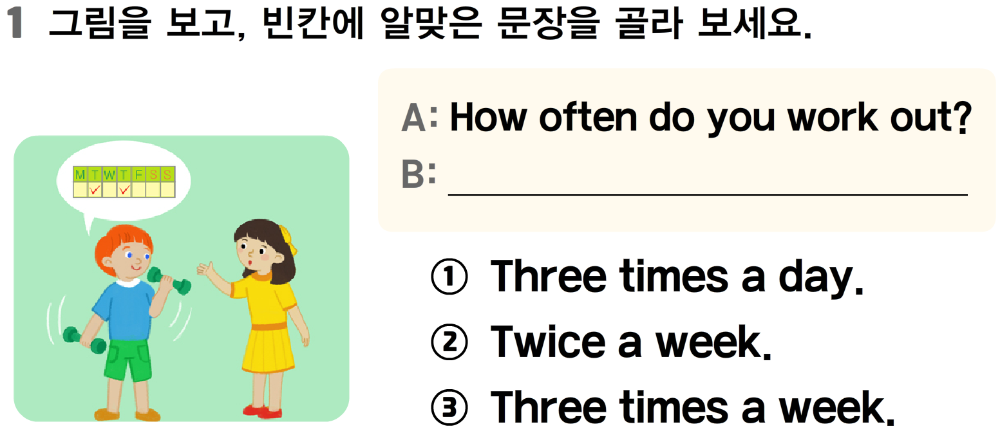 1 그림을 보고, 빈칸에 알맞은 문장을 골라 보세요.
M T W T F S S
A: How often do you work out?
B:
① Three times a day.
② Twice a week.
③ Three times a week.